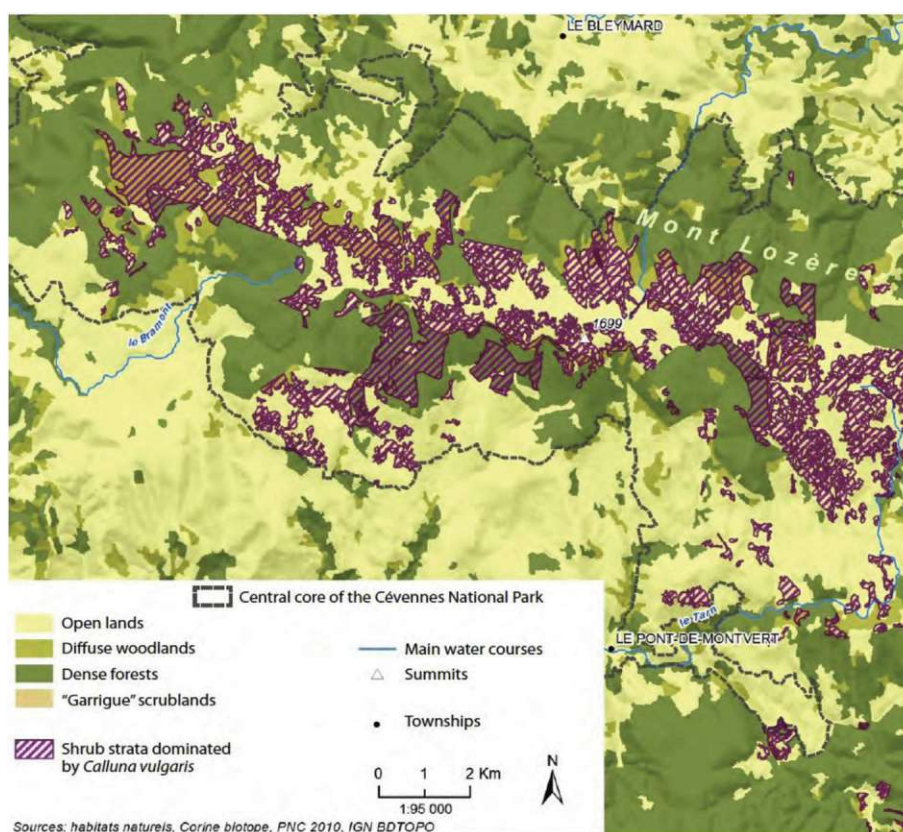 LE BLEYMARD
Mont Lozère
1699
le Bramont
le Tarn
LE PONT-DE-MONTVERT
Central core of the Cévennes National Park
Open lands
Diffuse woodlands
Dense forests
"Garrigue" scrublands
Shrub strata dominated
by Calluna vulgaris
Main water courses
Summits
Townships
N
0 1 2 Km
1:95 000
Sources: habitats naturels, Corine biotope, PNC 2010, IGN BDTOPO